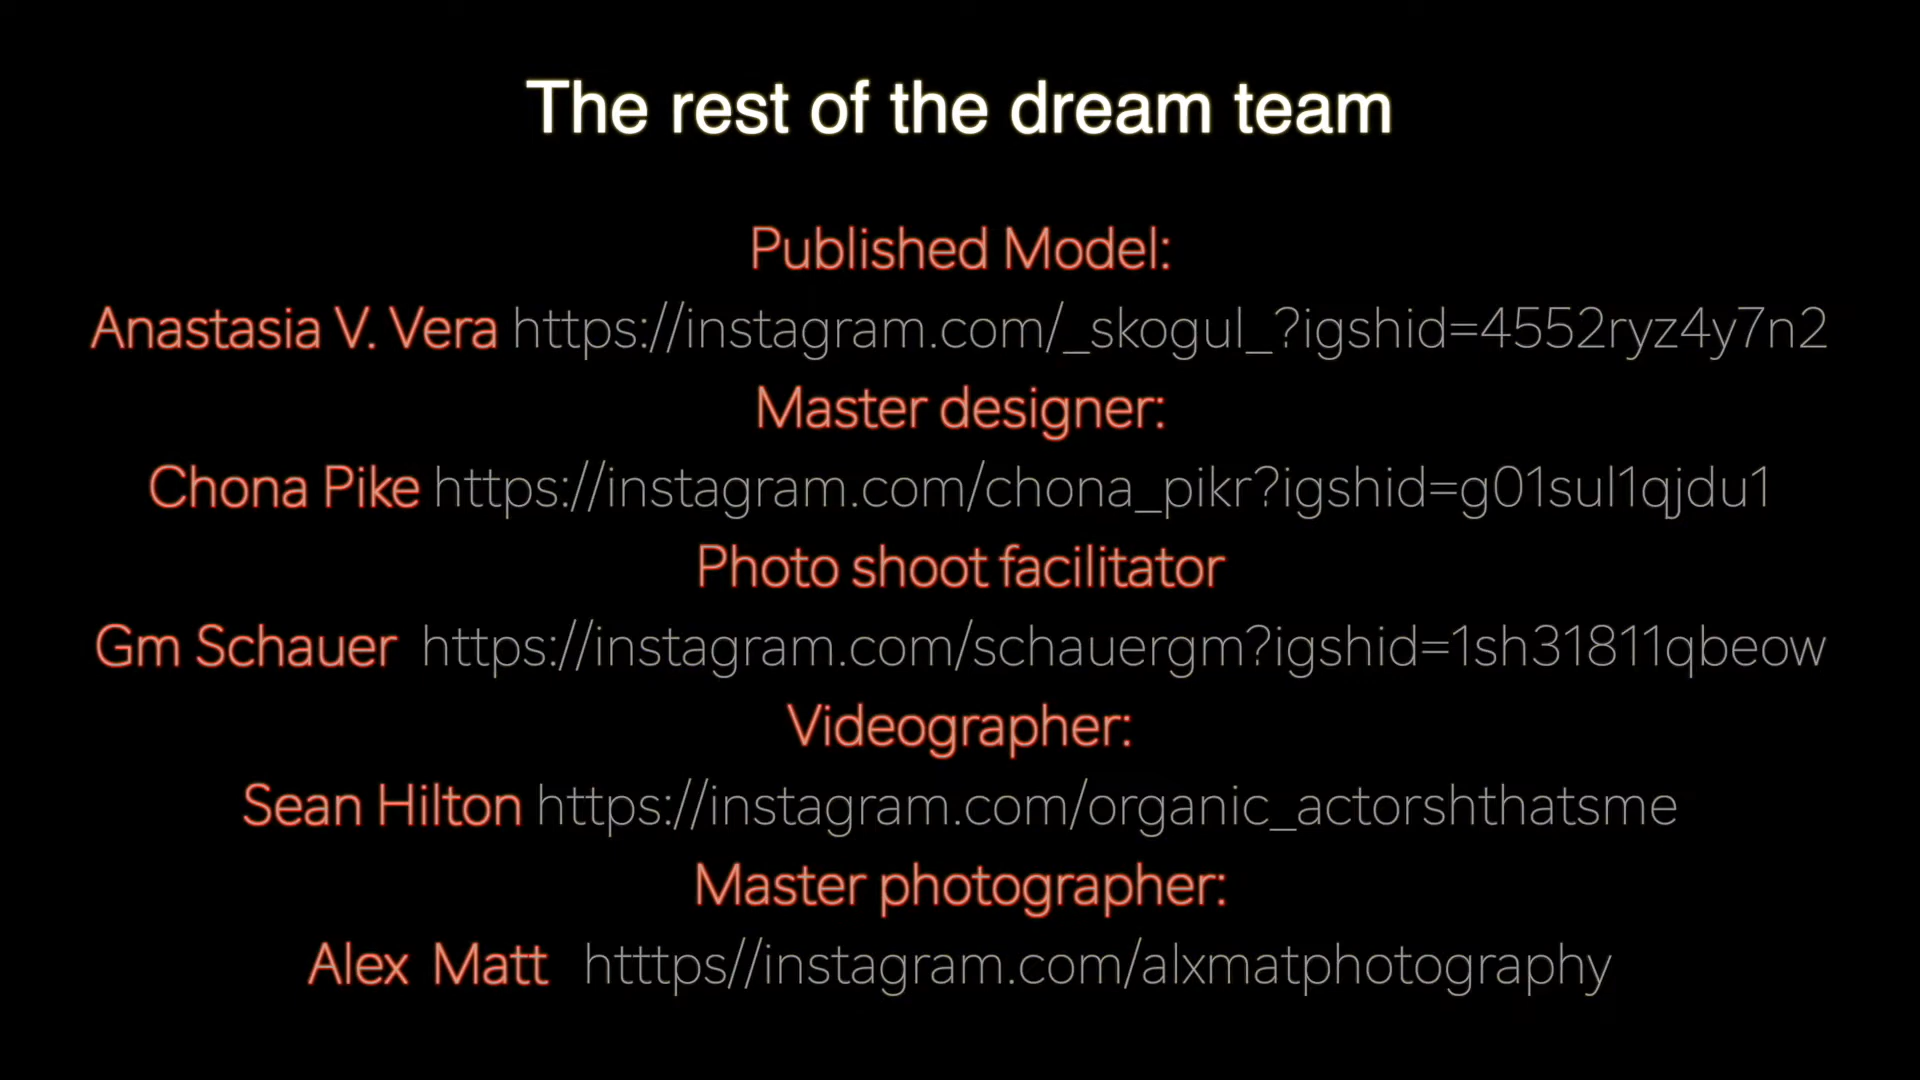 The rest of the dream team
Published Model:
Anastasia V. Vera https://instagram.com/_skogul_?igshid=4552ryz4y7n2
Master designer:
Chona Pike https://instagram.com/chona_pikr?igshid=g01sul1qjdu1
Photo shoot facilitator
Gm Schauer https://instagram.com/schauergm?igshid=1sh31811qbeow
Videographer:
Sean Hilton https://instagram.com/organic_actorshthatsme
Master photographer:
Alex Matt htttps//instagram.com/alxmatphotography